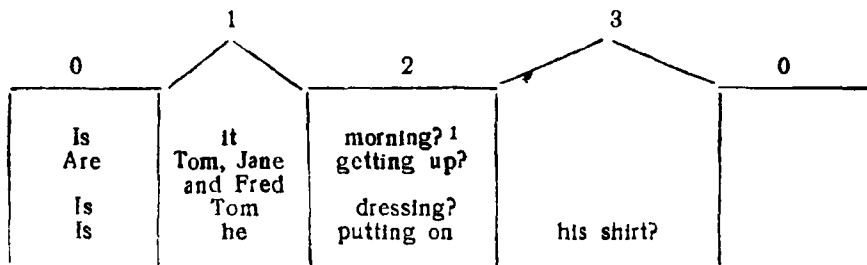 1 3
0 2 0
Is it morning? 1
Are Tom, Jane getting up?
and Fred
Is Tom dressing?
Is he putting on his shirt?